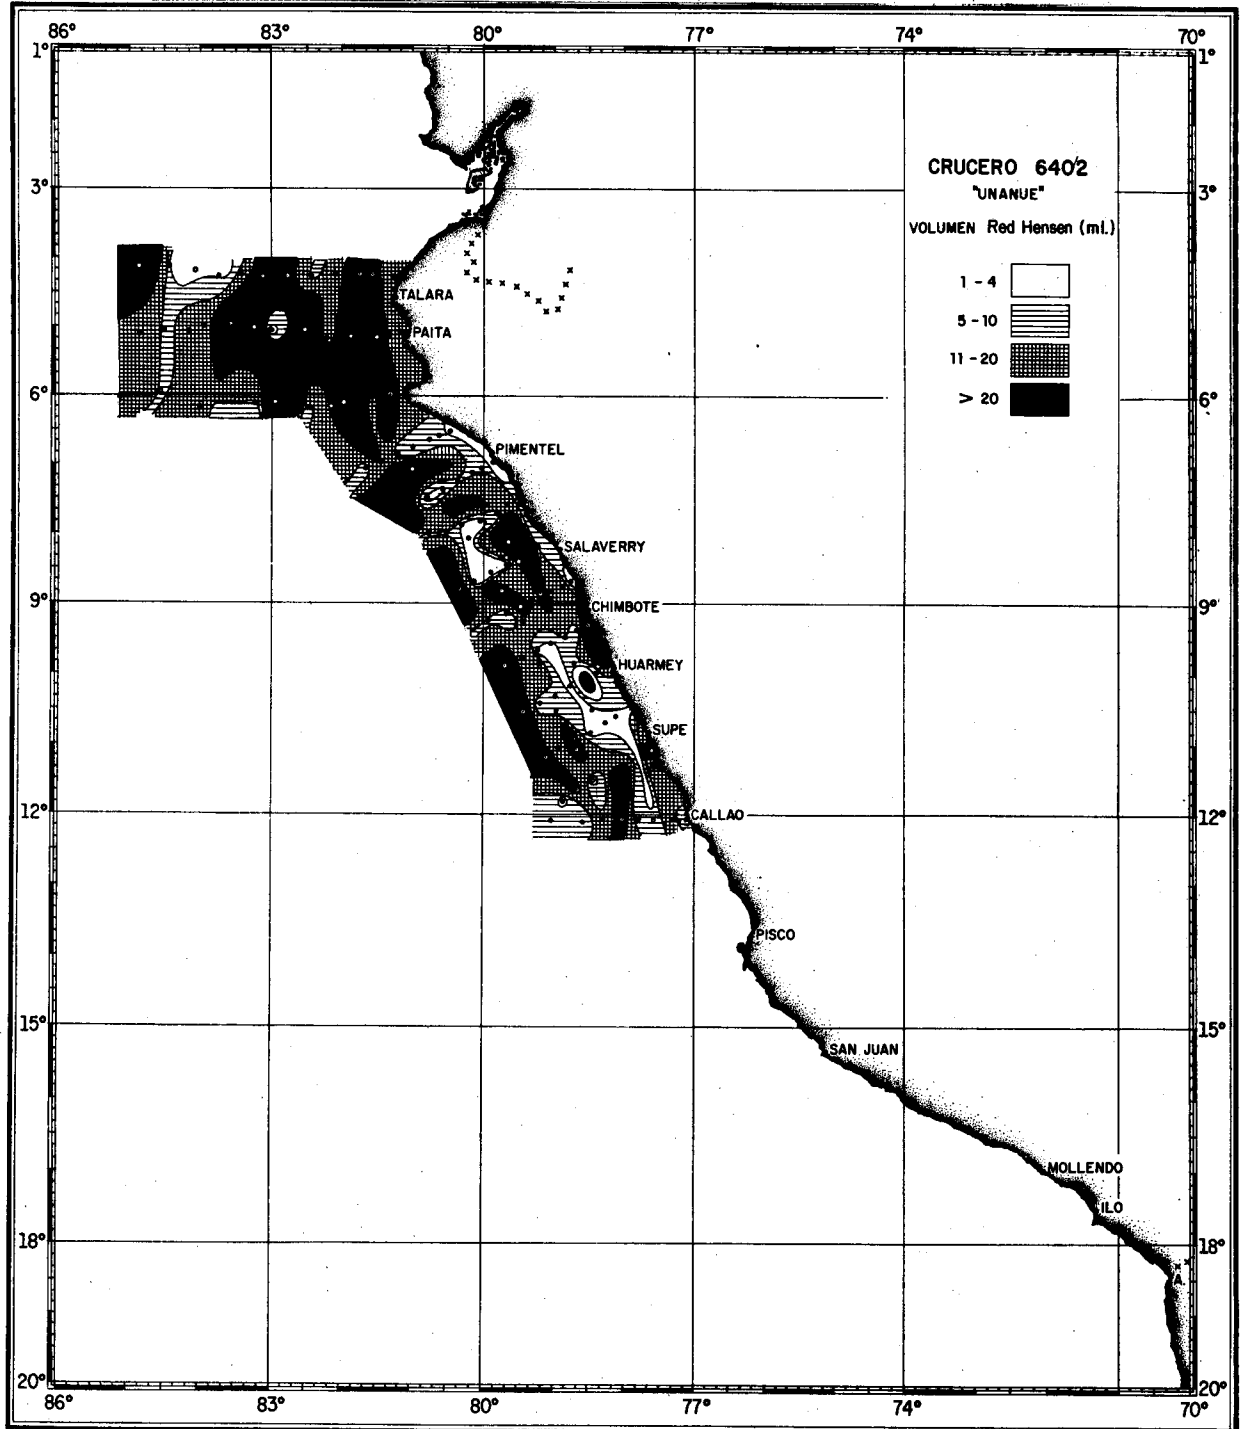 86° 83° 80° 77° 74° 70°
1° 1°
CRUCERO 6402
"UNANUE"
3° 3°
VOLUMEN Red Hensen (ml.)
1 - 4
TALARA
5 - 10
PAITA
11 - 20
> 20
6° 6°
PIMENTEL
SALAVERRY
9° CHIMBOTE 9°
HUARMEY
SUPE
12° CALLAO 12°
PISCO
15° 15°
SAN JUAN
MOLLENDO
ILO
18° 18°
A.
20° 20°
86° 83° 80° 77° 74° 70°